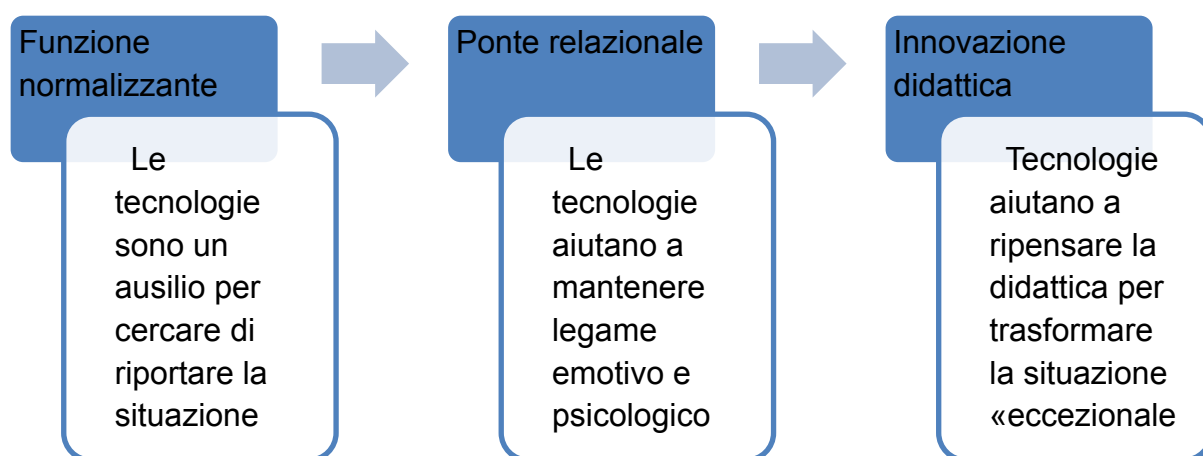 Funzione
normalizzante
Le
tecnologie
sono un
ausilio per
cercare di
riportare la
situazione
Ponte relazionale
Le
tecnologie
aiutano a
mantenere
legame
emotivo e
psicologico
Innovazione
didattica
Tecnologie
aiutano a
ripensare la
didattica per
trasformare
la situazione
«eccezionale